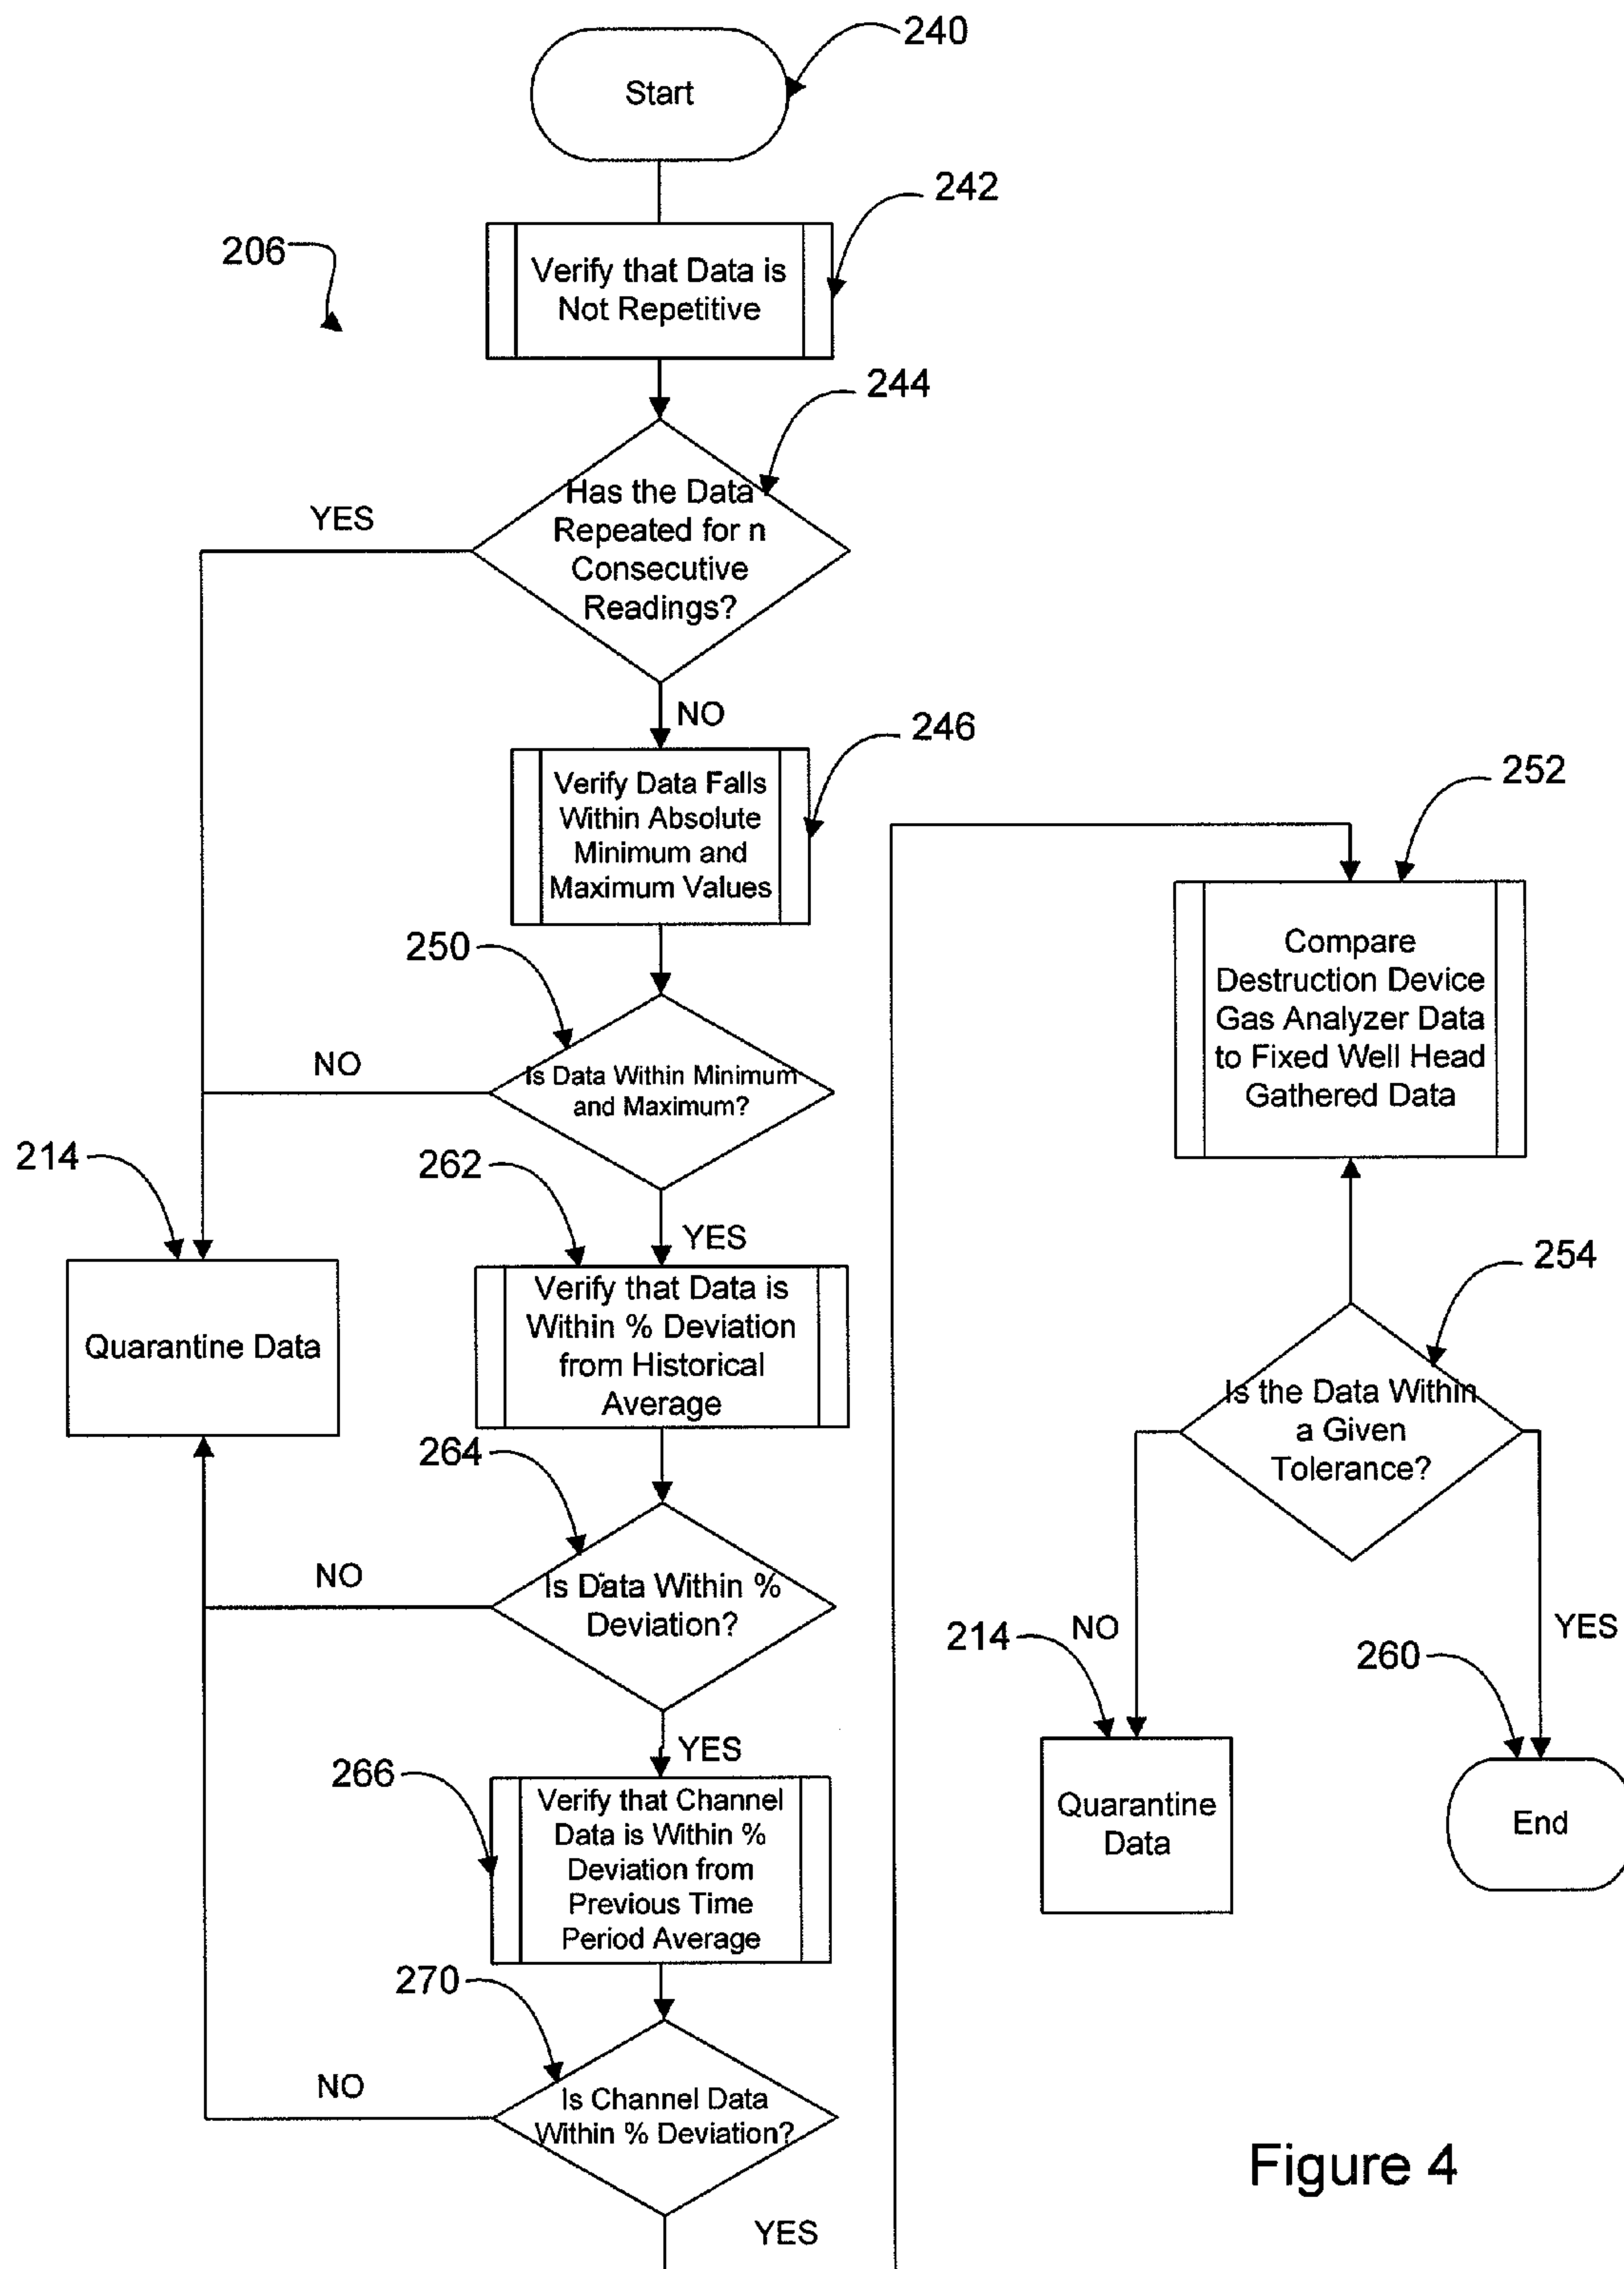 240
Start
242
206
Verify that Data is
Not Repetitive
244
Has the Data
Repeated for n
Consecutive
Readings?
YES
NO
246
Verify Data Falls
Within Absolute
Minimum and
Maximum Values
250
Is Data Within Minimum
and Maximum?
NO
214
262
YES
Quarantine Data
Verify that Data is
Within % Deviation
from Historical
Average
264
Is Data Within %
Deviation?
NO
YES
266
Verify that Channel
Data is Within %
Deviation from
Previous Time
Period Average
270
Is Channel Data
Within % Deviation?
NO
YES
252
Compare
Destruction Device
Gas Analyzer Data
to Fixed Well Head
Gathered Data
254
Is the Data Within
a Given
Tolerance?
214
NO
260
YES
Quarantine
Data
End
Figure 4